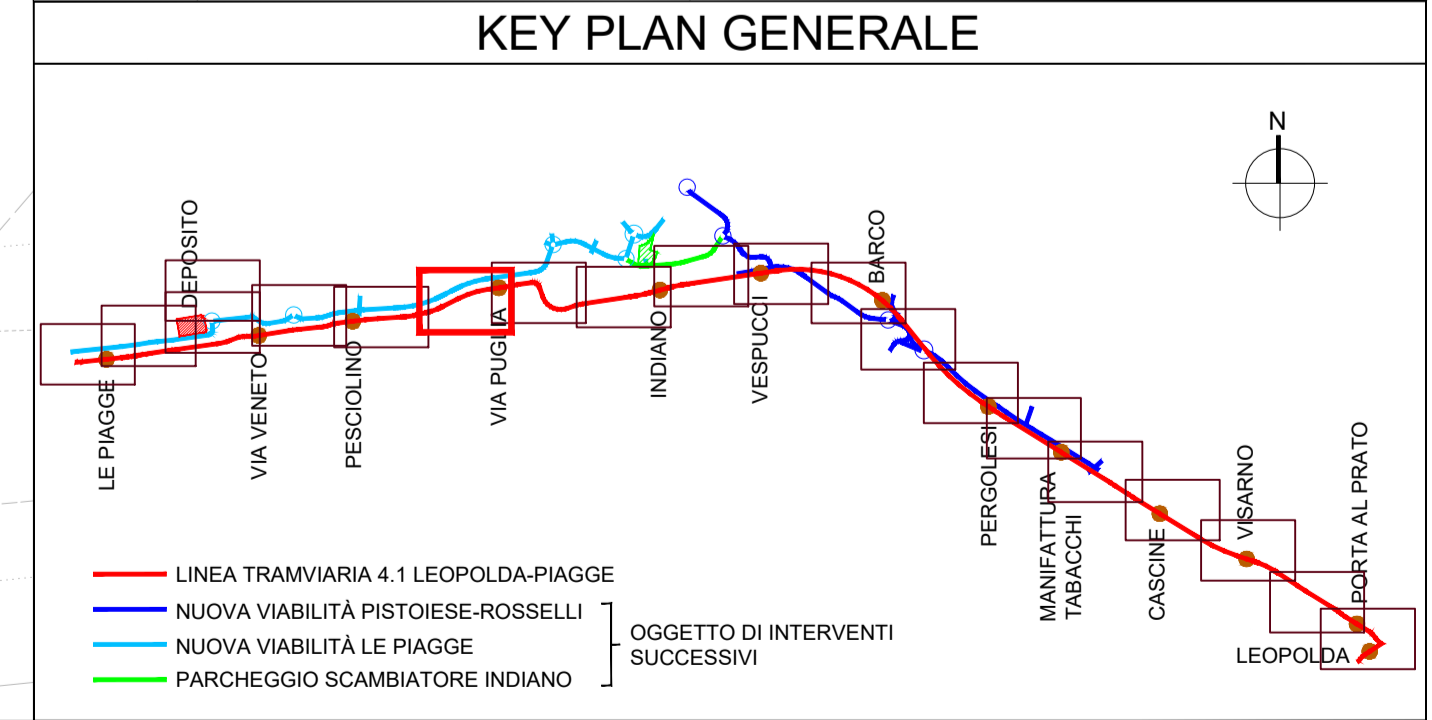 KEY PLAN GENERALE
N
DEPOSITO
BARCO
LE PIAGGE
VIA VENETO
PESCIOLINO
VIA PUGLIA
INDIANO
VESPUCCI
PERGOLESI
MANIFATTURA
TABACCHI
CASCINE
VISARNO
PORTA AL PRATO
LEOPOLDA
LINEA TRAMVIARIA 4.1 LEOPOLDA-PIAGGE
NUOVA VIABILITÀ PISTOIESE-ROSSELLI
NUOVA VIABILITÀ LE PIAGGE
PARCHEGGIO SCAMBIATORE INDIANO
OGGETTO DI INTERVENTI
SUCCESSIVI